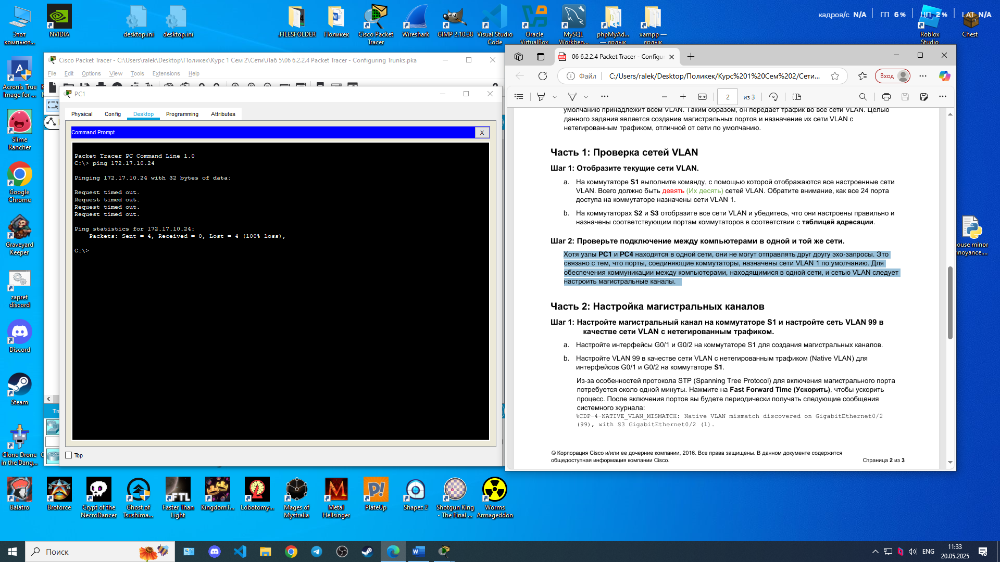 Этот компьют...
NVIDIA
desktop.ini
desktop.ini
.FILESFOLDER
Поликек
Cisco Packet Tracer
Wireshark
GIMP 2.10.38
Visual Studio Code
Oracle VirtualBox
MySQL Workben...
phpMyAd... — ярлык
xampp — ярлык
кадров/с N/A
ГП 6 %
ЦП 2 %
LAT N/A
Roblox Studio
Chest
Acronis True Image for ...
Slime Rancher
Google Chrome
Graveyard Keeper
zapret discord
Discord
Steam
Clone Drone in the Dang...
Cisco Packet Tracer - C:\Users\ralek\Desktop\Поликек\Курс 1 Сем 2\Сети\Лаб 5\06 6.2.2.4 Packet Tracer - Configuring Trunks.pka
File Edit Options View Tools Extensions Help
PC1
Physical Config Desktop Programming Attributes
Command Prompt
X
Packet Tracer PC Command Line 1.0
C:\> ping 172.17.10.24
Pinging 172.17.10.24 with 32 bytes of data:
Request timed out.
Request timed out.
Request timed out.
Request timed out.
Ping statistics for 172.17.10.24:
Packets: Sent = 4, Received = 0, Lost = 4 (100% loss),
C:\>
Top
06 6.2.2.4 Packet Tracer - Configu
Файл
C:/Users/ralek/Desktop/Поликек/Курс%201%20Сем%202/Сети...
Вход
2 из 3
умолчанию принадлежит всем VLAN. Таким образом, он передает трафик во все сети VLAN. Целью
данного задания является создание магистральных портов и назначение их сети VLAN с
нетегированным трафиком, отличной от сети по умолчанию.
Часть 1: Проверка сетей VLAN
Шаг 1: Отобразите текущие сети VLAN.
a. На коммутаторе S1 выполните команду, с помощью которой отображаются все настроенные сети
VLAN. Всего должно быть девять (Их десять) сетей VLAN. Обратите внимание, как все 24 порта
доступа на коммутаторе назначены сети VLAN 1.
b. На коммутаторах S2 и S3 отобразите все сети VLAN и убедитесь, что они настроены правильно и
назначены соответствующим портам коммутаторов в соответствии с таблицей адресации.
Шаг 2: Проверьте подключение между компьютерами в одной и той же сети.
Хотя узлы PC1 и PC4 находятся в одной сети, они не могут отправлять друг другу эхо-запросы. Это
связано с тем, что порты, соединяющие коммутаторы, назначены сети VLAN 1 по умолчанию. Для
обеспечения коммуникации между компьютерами, находящимися в одной сети, и сетью VLAN следует
настроить магистральные каналы.
Часть 2: Настройка магистральных каналов
Шаг 1: Настройте магистральный канал на коммутаторе S1 и настройте сеть VLAN 99 в
качестве сети VLAN с нетегированным трафиком.
a. Настройте интерфейсы G0/1 и G0/2 на коммутаторе S1 для создания магистральных каналов.
b. Настройте VLAN 99 в качестве сети VLAN с нетегированным трафиком (Native VLAN) для
интерфейсов G0/1 и G0/2 на коммутаторе S1.
Из-за особенностей протокола STP (Spanning Tree Protocol) для включения магистрального порта
потребуется около одной минуты. Нажмите на Fast Forward Time (Ускорить), чтобы ускорить
процесс. После включения портов вы будете периодически получать следующие сообщения
системного журнала:
%CDP-4-NATIVE_VLAN_MISMATCH: Native VLAN mismatch discovered on GigabitEthernet0/2
(99), with S3 GigabitEthernet0/2 (1).
© Корпорация Cisco и/или ее дочерние компании, 2016. Все права защищены. В данном документе содержится
общедоступная информация компании Cisco.
Страница 2 из 3
Balatro
Broforce
Crypt of the NecroDancer
Ghost of Tsushima...
Faster Than Light
KingdomT...
Lobotomy...
Mages of Mystralia
Metal Hellsinger
PlateUp
Shapez 2
Shotgun King - The Final ...
Worms Armageddon
Поиск
ENG
11:33
20.05.2025